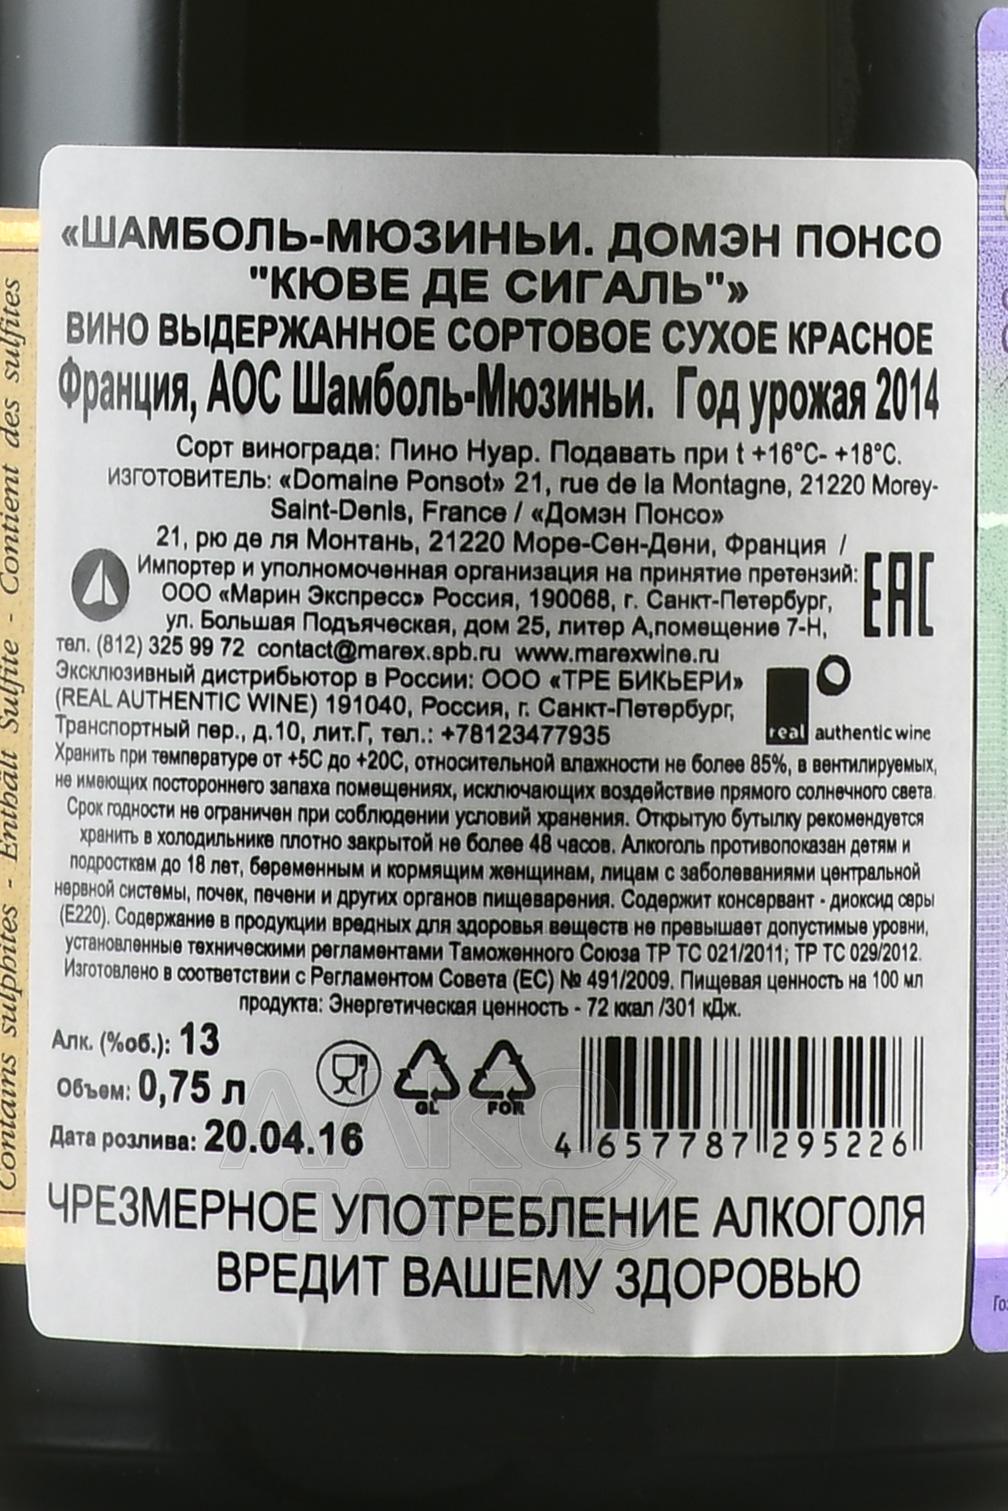 «ШАМБОЛЬ-МЮЗИНЬИ. ДОМЭН ПОНСО
"КЮВЕ ДЕ СИГАЛЬ"»
ВИНО ВЫДЕРЖАННОЕ СОРТОВОЕ СУХОЕ КРАСНОЕ
Франция, АОС Шамболь-Мюзиньи. Год урожая 2014
Сорт винограда: Пино Нуар. Подавать при t +16°C- +18°C.
ИЗГОТОВИТЕЛЬ: «Domaine Ponsot» 21, rue de la Montagne, 21220 Morey-
Saint-Denis, France / «Домэн Понсо»
21, рю де ля Монтань, 21220 Море-Сен-Дени, Франция /
Импортер и уполномоченная организация на принятие претензий:
ООО «Марин Экспресс» Россия, 190068, г. Санкт-Петербург,
ул. Большая Подъяческая, дом 25, литер А,помещение 7-Н,
тел. (812) 325 99 72 contact@marex.spb.ru www.marexwine.ru
EAC
Эксклюзивный дистрибьютор в России: ООО «ТРЕ БИКЬЕРИ»
(REAL AUTHENTIC WINE) 191040, Россия, г. Санкт-Петербург,
Транспортный пер., д.10, лит.Г, тел.: +78123477935
real authentic wine
Хранить при температуре от +5С до +20С, относительной влажности не более 85%, в вентилируемых,
не имеющих постороннего запаха помещениях, исключающих воздействие прямого солнечного света.
Срок годности не ограничен при соблюдении условий хранения. Открытую бутылку рекомендуется
хранить в холодильнике плотно закрытой не более 48 часов. Алкоголь противопоказан детям и
подросткам до 18 лет, беременным и кормящим женщинам, лицам с заболеваниями центральной
нервной системы, почек, печени и других органов пищеварения. Содержит консервант - диоксид серы
(Е220). Содержание в продукции вредных для здоровья веществ не превышает допустимые уровни,
установленные техническими регламентами Таможенного Союза ТР ТС 021/2011; ТР ТС 029/2012.
Изготовлено в соответствии с Регламентом Совета (ЕС) № 491/2009. Пищевая ценность на 100 мл
продукта: Энергетическая ценность - 72 ккал /301 кДж.
Алк. (%об.): 13
Объем: 0,75 л
Дата розлива: 20.04.16
GL
FOR
4 657787 295226
ЧРЕЗМЕРНОЕ УПОТРЕБЛЕНИЕ АЛКОГОЛЯ
ВРЕДИТ ВАШЕМУ ЗДОРОВЬЮ
Contains sulphites - Enthält Sulfite - Contient des sulfites